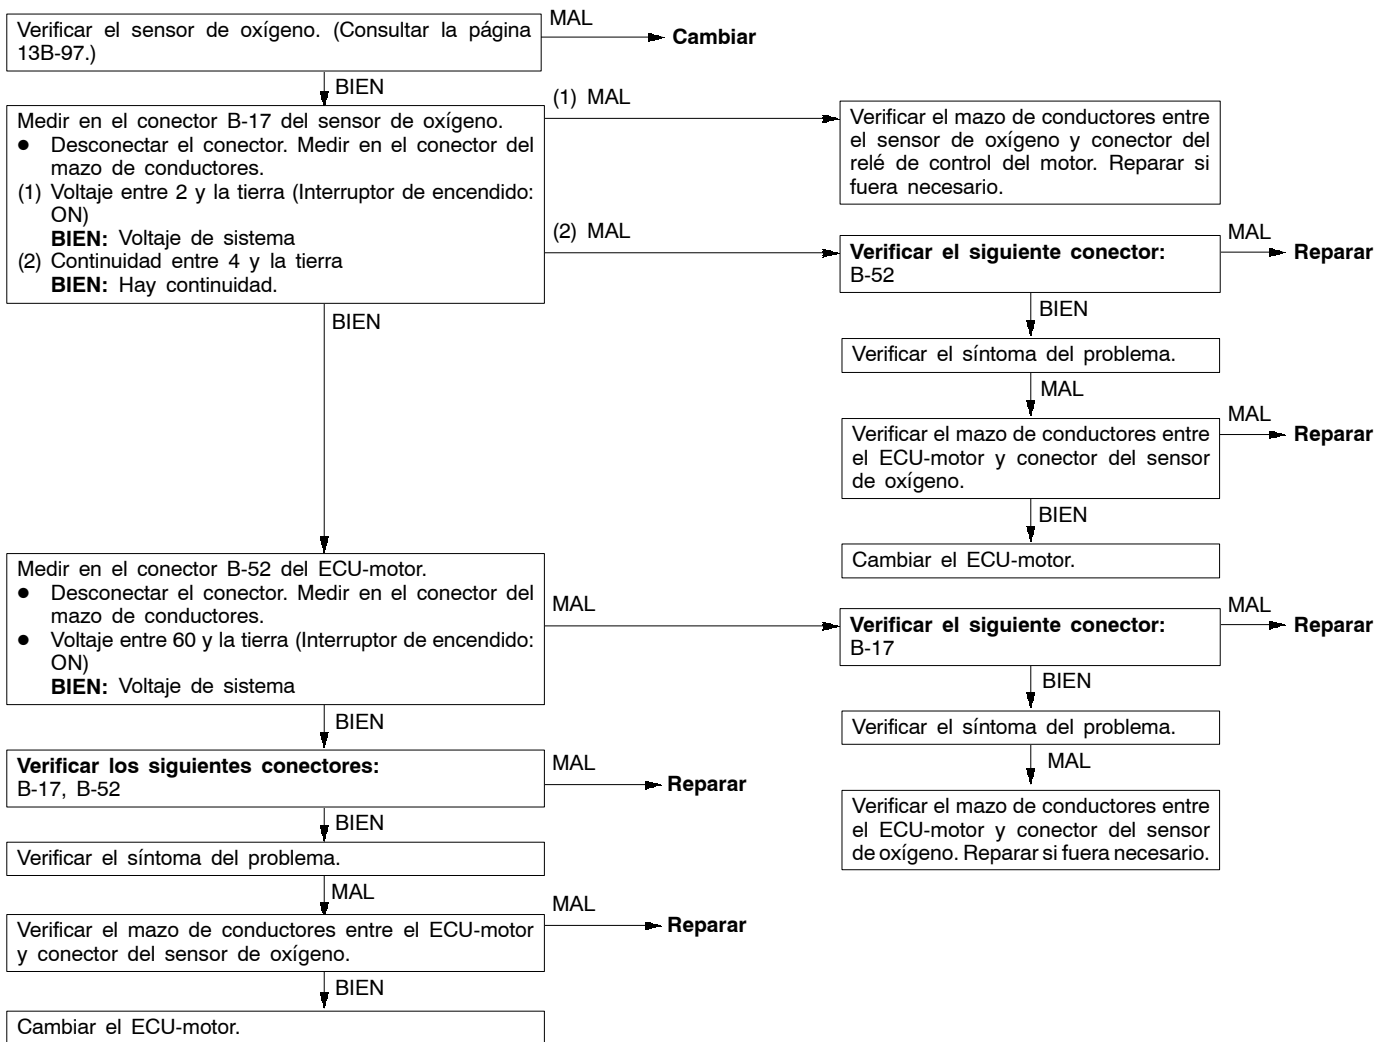 Verificar el sensor de oxígeno. (Consultar la página
13B-97.)
MAL
Cambiar
BIEN
Medir en el conector B-17 del sensor de oxígeno.
● Desconectar el conector. Medir en el conector del
mazo de conductores.
(1) Voltaje entre 2 y la tierra (Interruptor de encendido:
ON)
BIEN: Voltaje de sistema
(2) Continuidad entre 4 y la tierra
BIEN: Hay continuidad.
(1) MAL
Verificar el mazo de conductores entre
el sensor de oxígeno y conector del
relé de control del motor. Reparar si
fuera necesario.
(2) MAL
Verificar el siguiente conector:
B-52
MAL
Reparar
BIEN
Verificar el síntoma del problema.
MAL
Verificar el mazo de conductores entre
el ECU-motor y conector del sensor
de oxígeno.
MAL
Reparar
BIEN
Cambiar el ECU-motor.
BIEN
Medir en el conector B-52 del ECU-motor.
● Desconectar el conector. Medir en el conector del
mazo de conductores.
● Voltaje entre 60 y la tierra (Interruptor de encendido:
ON)
BIEN: Voltaje de sistema
MAL
Verificar el siguiente conector:
B-17
MAL
Reparar
BIEN
Verificar el síntoma del problema.
MAL
Verificar el mazo de conductores entre
el ECU-motor y conector del sensor
de oxígeno. Reparar si fuera necesario.
BIEN
Verificar los siguientes conectores:
B-17, B-52
MAL
Reparar
BIEN
Verificar el síntoma del problema.
MAL
Verificar el mazo de conductores entre el ECU-motor
y conector del sensor de oxígeno.
MAL
Reparar
BIEN
Cambiar el ECU-motor.